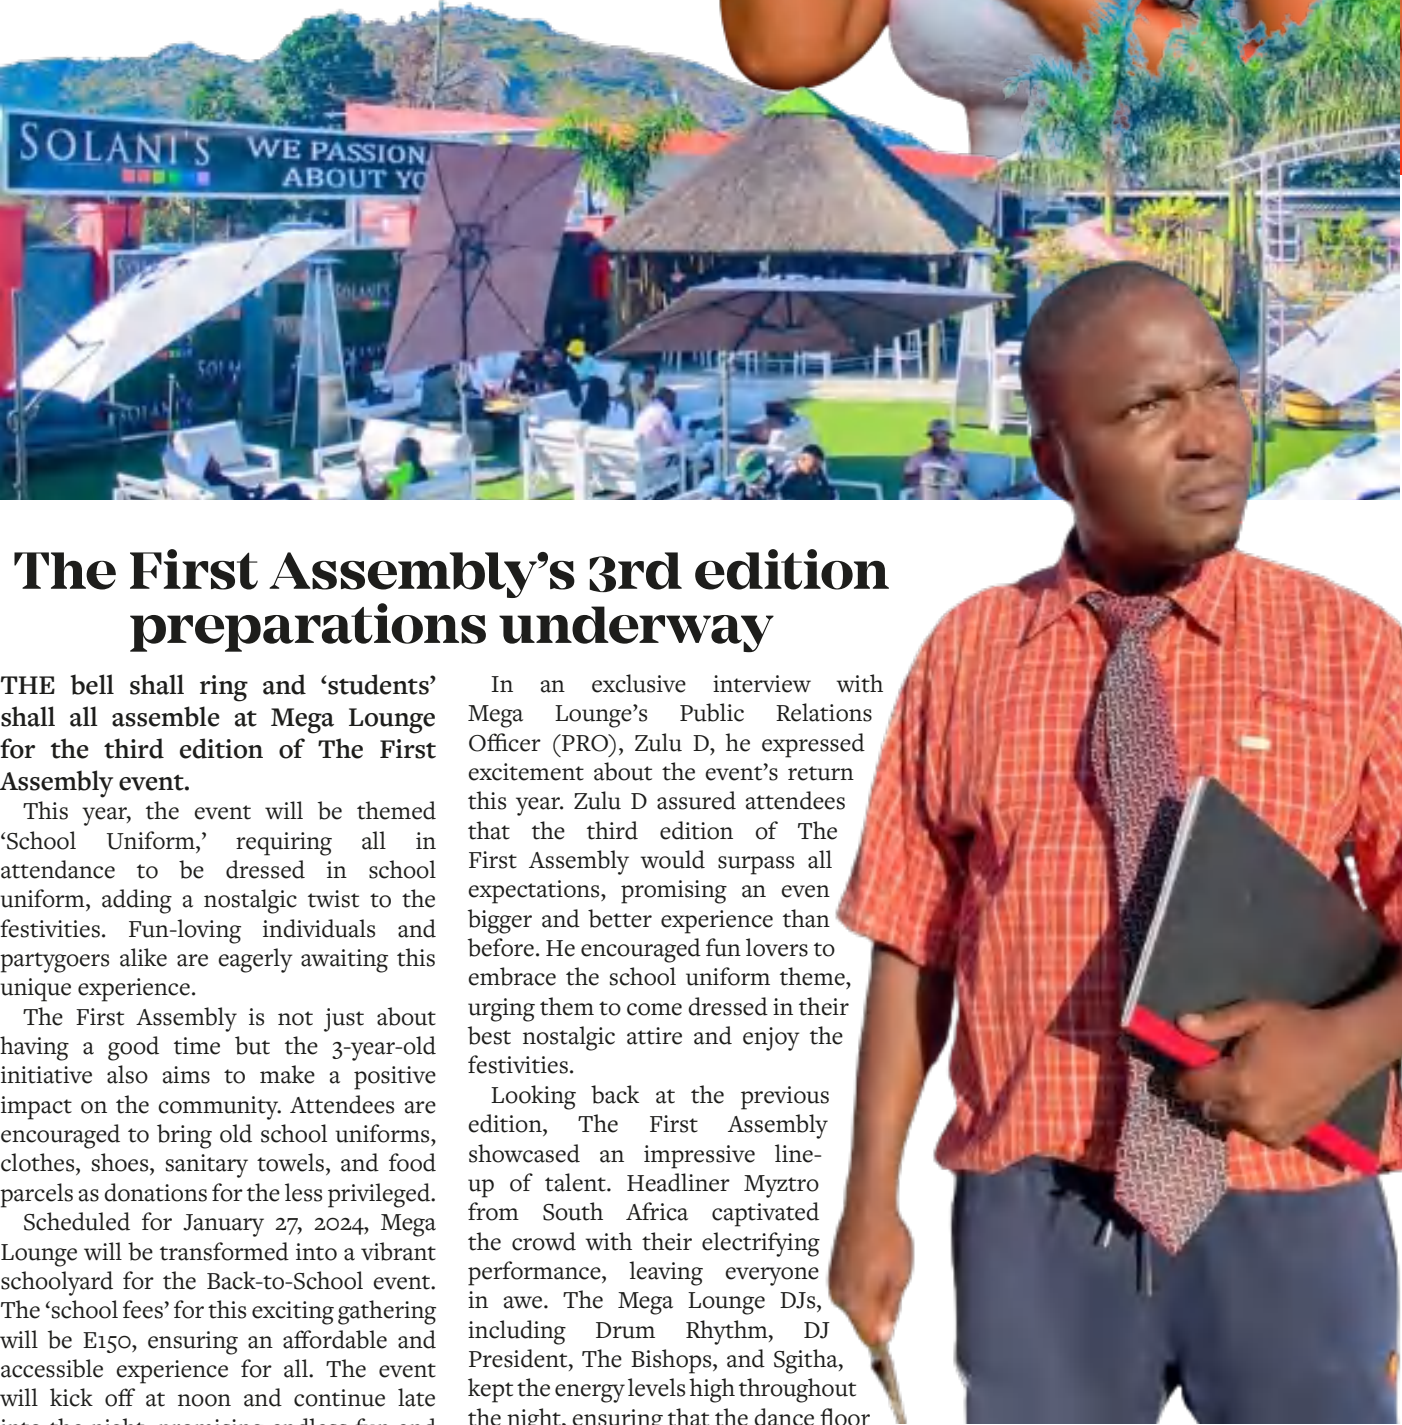 SOLANI'S
WE PASSION
ABOUT YO
SOLANI'S
SOLANI'S
The First Assembly’s 3rd edition
preparations underway
THE bell shall ring and ‘students’
shall all assemble at Mega Lounge
for the third edition of The First
Assembly event.
This year, the event will be themed
‘School Uniform,’ requiring all in
attendance to be dressed in school
uniform, adding a nostalgic twist to the
festivities. Fun-loving individuals and
partygoers alike are eagerly awaiting this
unique experience.
The First Assembly is not just about
having a good time but the 3-year-old
initiative also aims to make a positive
impact on the community. Attendees are
encouraged to bring old school uniforms,
clothes, shoes, sanitary towels, and food
parcels as donations for the less privileged.
Scheduled for January 27, 2024, Mega
Lounge will be transformed into a vibrant
schoolyard for the Back-to-School event.
The ‘school fees’ for this exciting gathering
will be E150, ensuring an affordable and
accessible experience for all. The event
will kick off at noon and continue late
into the night, promising endless fun and
In an exclusive interview with
Mega Lounge’s Public Relations
Officer (PRO), Zulu D, he expressed
excitement about the event’s return
this year. Zulu D assured attendees
that the third edition of The
First Assembly would surpass all
expectations, promising an even
bigger and better experience than
before. He encouraged fun lovers to
embrace the school uniform theme,
urging them to come dressed in their
best nostalgic attire and enjoy the
festivities.
Looking back at the previous
edition, The First Assembly
showcased an impressive line-
up of talent. Headliner Myztro
from South Africa captivated
the crowd with their electrifying
performance, leaving everyone
in awe. The Mega Lounge DJs,
including Drum Rhythm, DJ
President, The Bishops, and Sgitha,
kept the energy levels high throughout
the night, ensuring that the dance floor